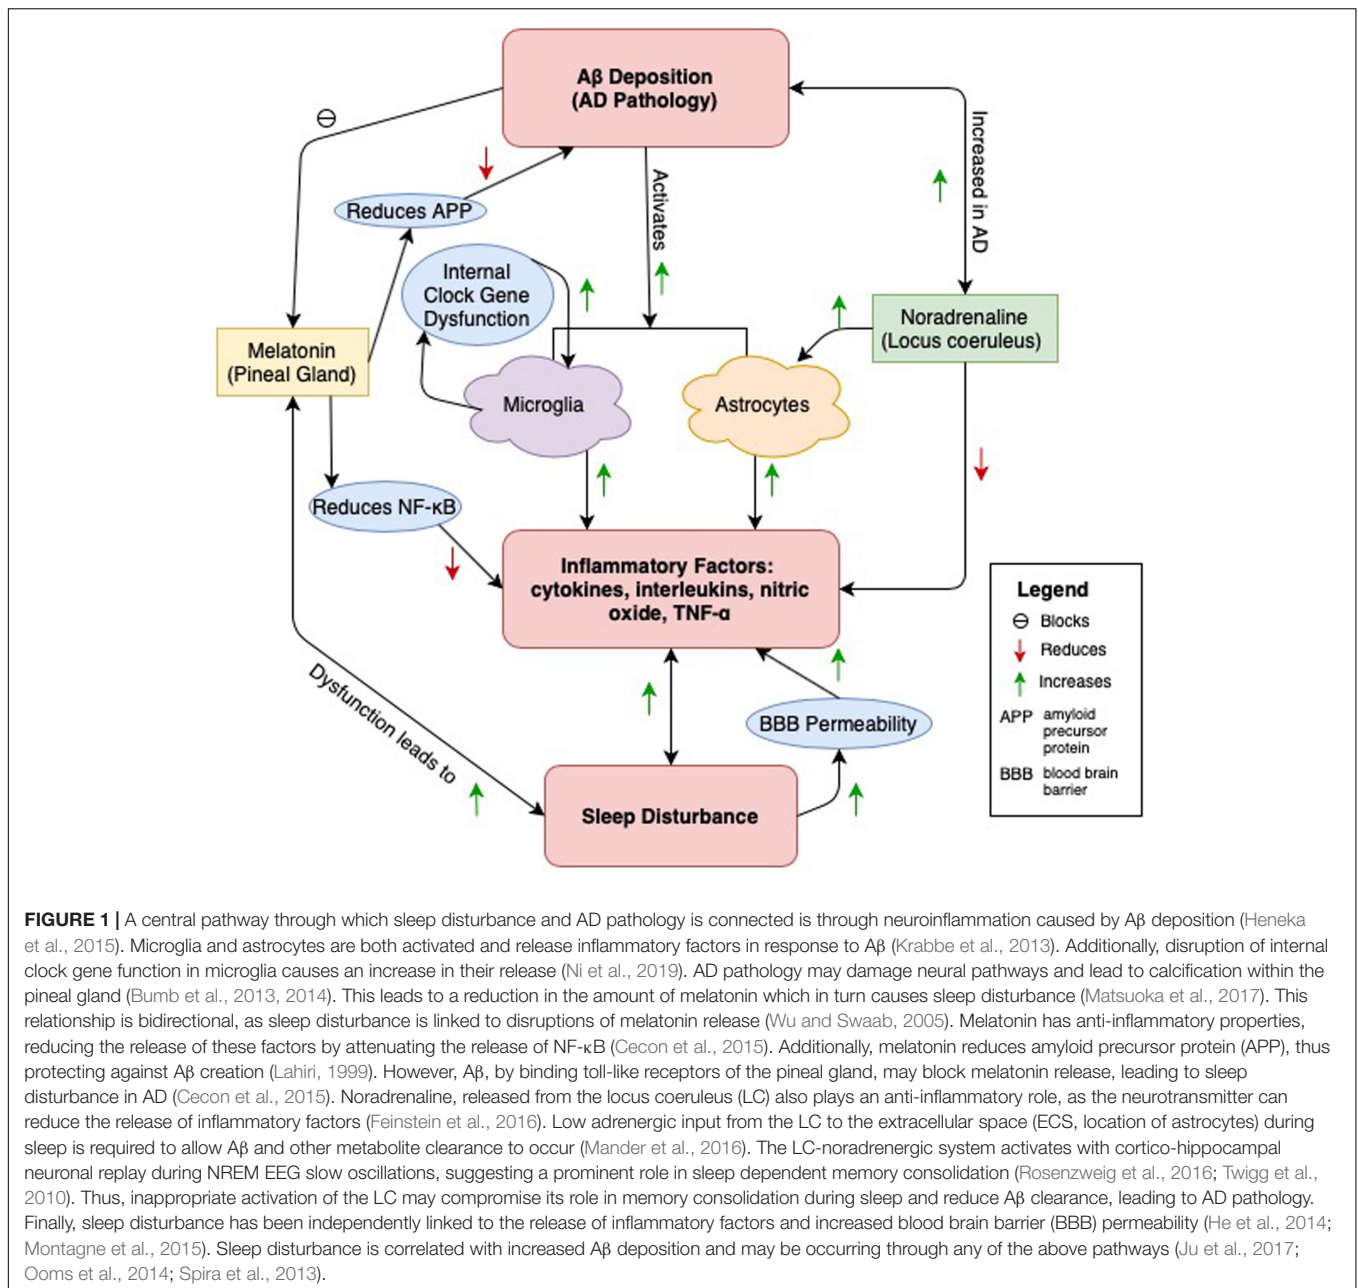 Aβ Deposition
(AD Pathology)
Activates
Increased in AD
Reduces APP
Internal
Clock Gene
Dysfunction
Noradrenaline
(Locus coeruleus)
Melatonin
(Pineal Gland)
Microglia
Astrocytes
Reduces NF-κB
Inflammatory Factors:
cytokines, interleukins, nitric
oxide, TNF-α
Dysfunction leads to
BBB Permeability
Sleep Disturbance
Legend
Blocks
Reduces
Increases
APP amyloid
precursor
protein
BBB blood brain
barrier
FIGURE 1 | A central pathway through which sleep disturbance and AD pathology is connected is through neuroinflammation caused by Aβ deposition (Heneka
et al., 2015). Microglia and astrocytes are both activated and release inflammatory factors in response to Aβ (Krabbe et al., 2013). Additionally, disruption of internal
clock gene function in microglia causes an increase in their release (Ni et al., 2019). AD pathology may damage neural pathways and lead to calcification within the
pineal gland (Bumb et al., 2013, 2014). This leads to a reduction in the amount of melatonin which in turn causes sleep disturbance (Matsuoka et al., 2017). This
relationship is bidirectional, as sleep disturbance is linked to disruptions of melatonin release (Wu and Swaab, 2005). Melatonin has anti-inflammatory properties,
reducing the release of these factors by attenuating the release of NF-κB (Cecon et al., 2015). Additionally, melatonin reduces amyloid precursor protein (APP), thus
protecting against Aβ creation (Lahiri, 1999). However, Aβ, by binding toll-like receptors of the pineal gland, may block melatonin release, leading to sleep
disturbance in AD (Cecon et al., 2015). Noradrenaline, released from the locus coeruleus (LC) also plays an anti-inflammatory role, as the neurotransmitter can
reduce the release of inflammatory factors (Feinstein et al., 2016). Low adrenergic input from the LC to the extracellular space (ECS, location of astrocytes) during
sleep is required to allow Aβ and other metabolite clearance to occur (Mander et al., 2016). The LC-noradrenergic system activates with cortico-hippocampal
neuronal replay during NREM EEG slow oscillations, suggesting a prominent role in sleep dependent memory consolidation (Rosenzweig et al., 2016; Twigg et al.,
2010). Thus, inappropriate activation of the LC may compromise its role in memory consolidation during sleep and reduce Aβ clearance, leading to AD pathology.
Finally, sleep disturbance has been independently linked to the release of inflammatory factors and increased blood brain barrier (BBB) permeability (He et al., 2014;
Montagne et al., 2015). Sleep disturbance is correlated with increased Aβ deposition and may be occurring through any of the above pathways (Ju et al., 2017;
Ooms et al., 2014; Spira et al., 2013).